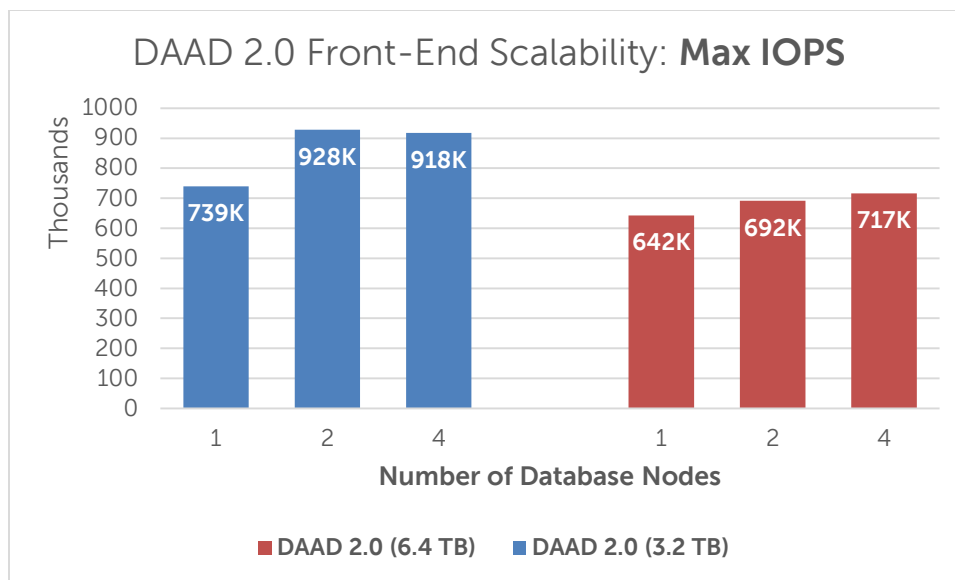 DAAD 2.0 Front-End Scalability: Max IOPS
Thousands
1000
900
800
700
600
500
400
300
200
100
0
739K
928K
918K
642K
692K
717K
1 2 4 1 2 4
Number of Database Nodes
DAAD 2.0 (6.4 TB) DAAD 2.0 (3.2 TB)